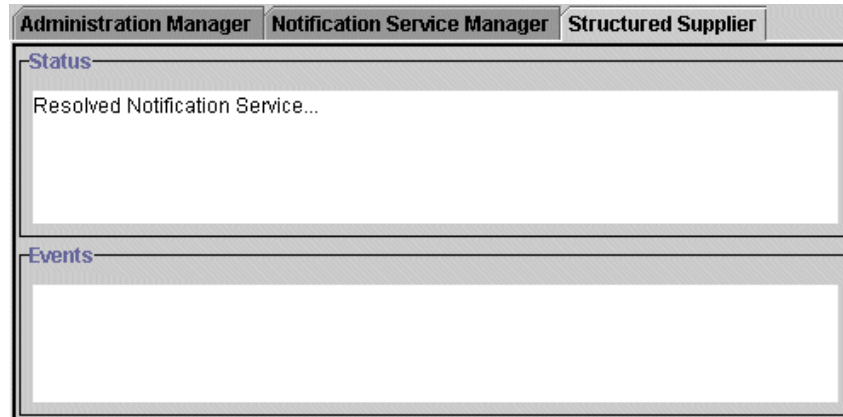 Administration Manager Notification Service Manager Structured Supplier
Status
Resolved Notification Service...
Events